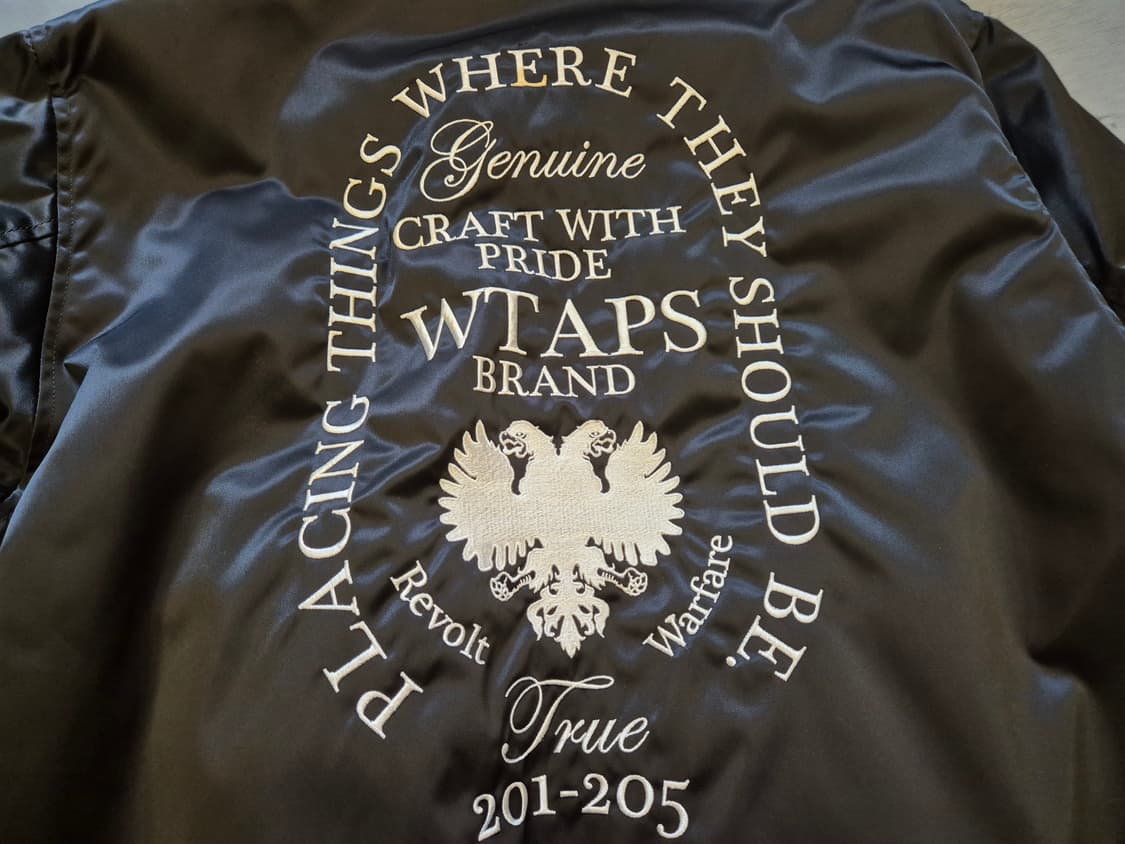 PLACING THINGS WHERE THEY SHOULD BE.
Genuine
CRAFT WITH
PRIDE
WTAPS
BRAND
Revolt
Warfare
True
201-205